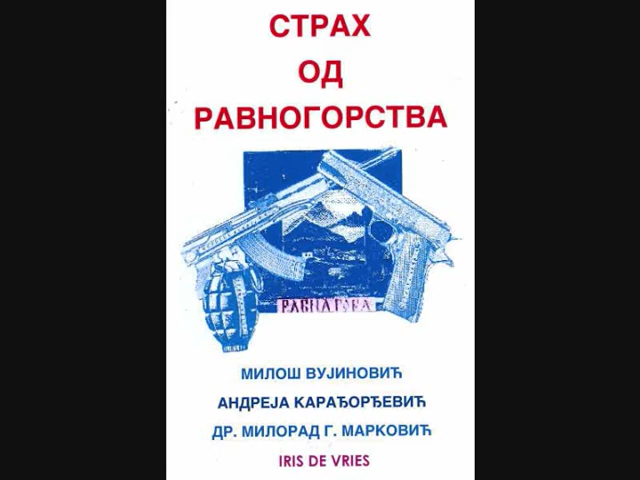 СТРАХ
ОД
РАВНОГОРСТВА
РАВНА ГОРА
МИЛОШ ВУЈИНОВИЋ
АНДРЕЈА КАРАЂОРЂЕВИЋ
ДР. МИЛОРАД Г. МАРКОВИЋ
IRIS DE VRIES